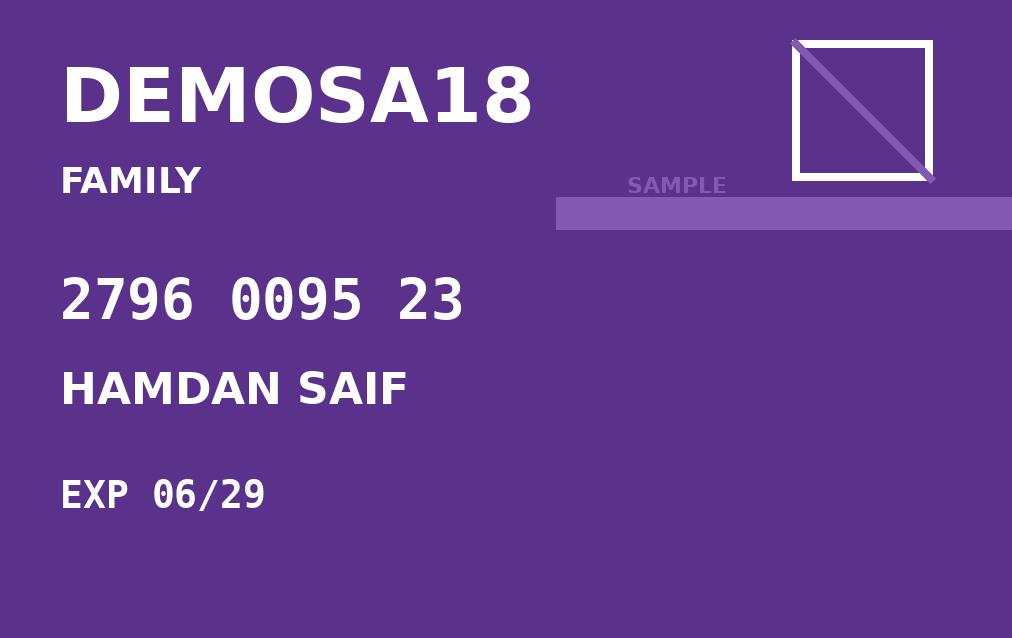 DEMOSA18
FAMILY
SAMPLE
2796 0095 23
HAMDAN SAIF
EXP 06/29